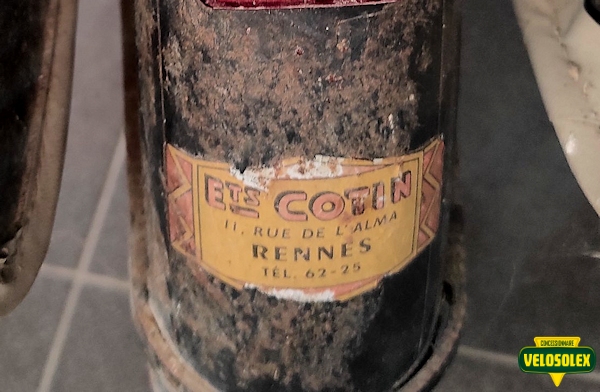 ETS COTIN
11, RUE DE L'ALMA
RENNES
TÉL. 62-25
CONCESSIONNAIRE
VELOSOLEX